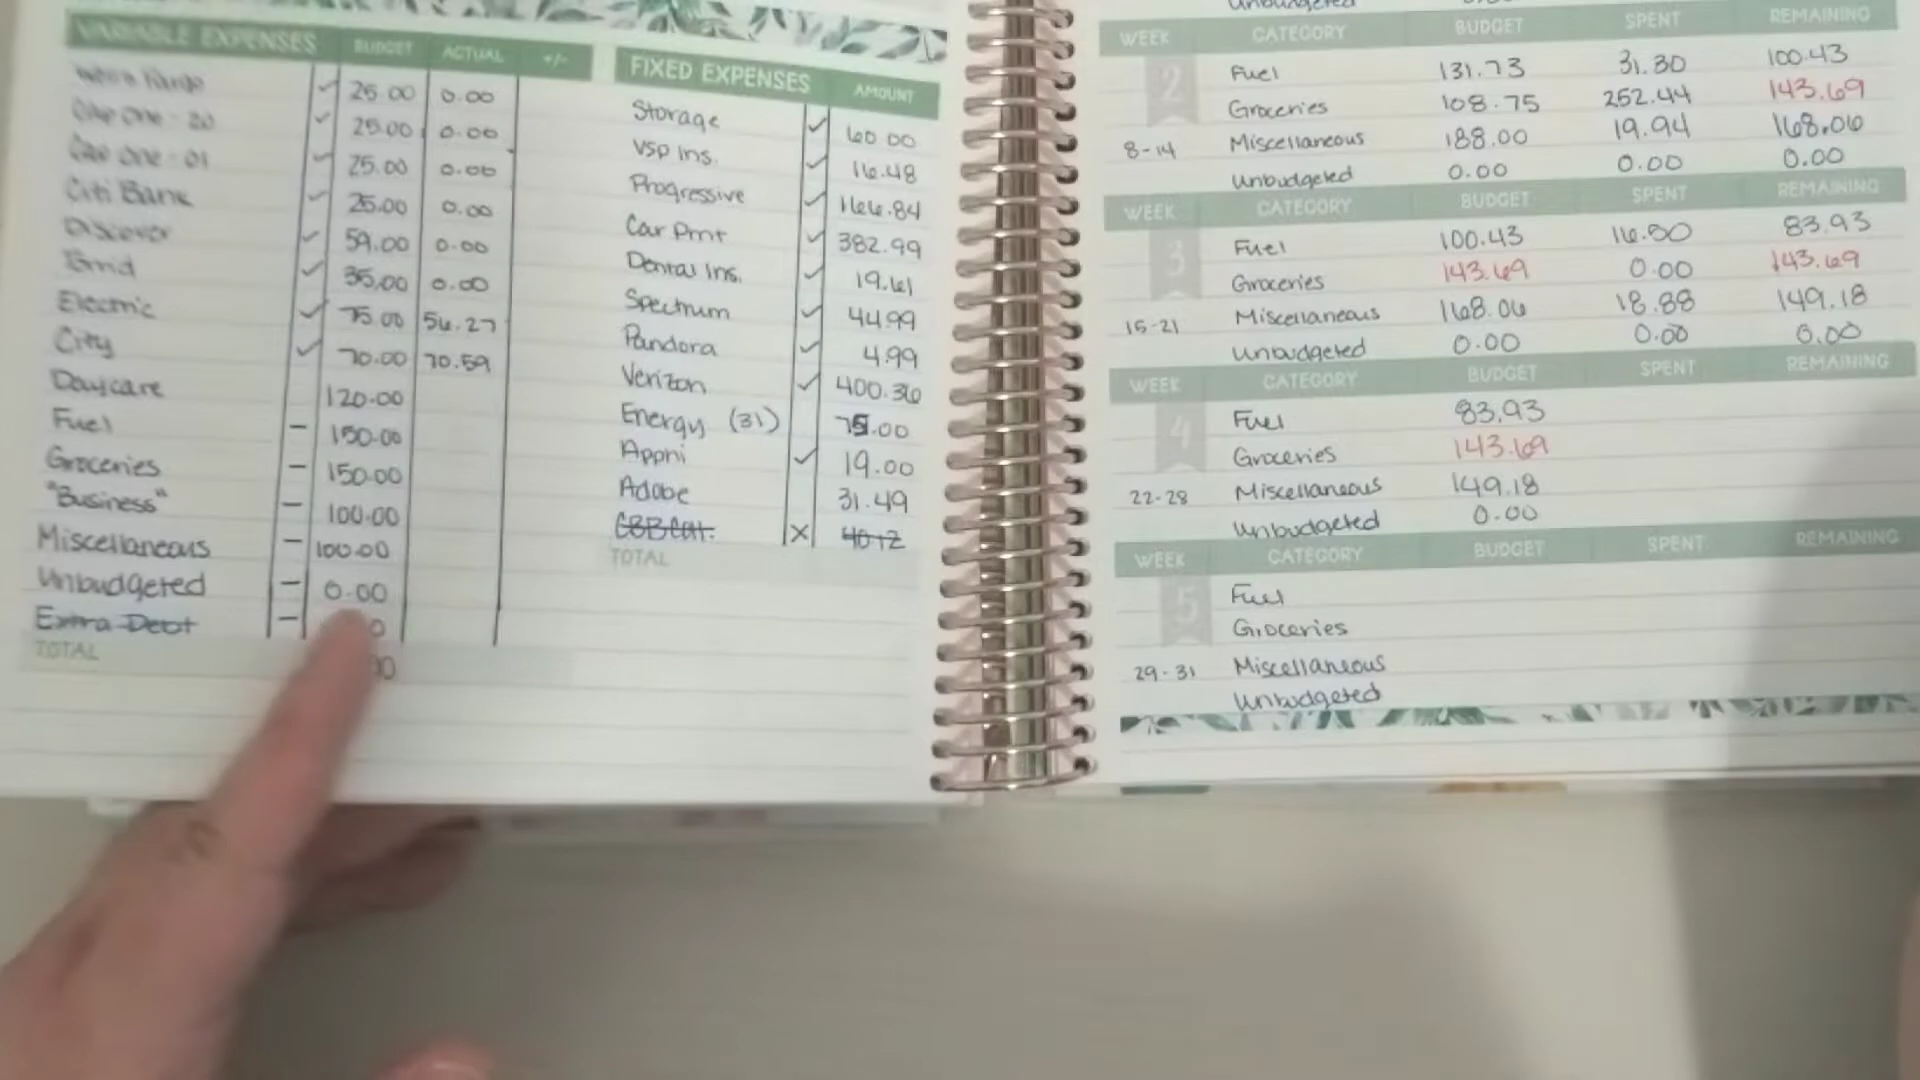 VARIABLE EXPENSES BUDGET ACTUAL +/-
25.00 0.00
Cap One - 20 25.00 0.00
Cap One - 01 25.00 0.00
Citi Bank 25.00 0.00
Discover 59.00 0.00
35.00 0.00
Electric 75.00 56.27
City 70.00 70.59
Daycare 120.00
Fuel - 150.00
Groceries - 150.00
"Business" - 100.00
Miscellaneous - 100.00
Unbudgeted - 0.00
Extra Debt -
TOTAL
FIXED EXPENSES AMOUNT
Storage 60.00
VSP Ins. 16.48
Progressive 166.84
Car Pmt 382.99
Dental Ins. 19.61
Spectrum 44.99
Pandora 4.99
Verizon 400.36
Energy (31) 75.00
Apphi 19.00
Adobe 31.49
X 40.12
TOTAL
Unbudgeted
WEEK CATEGORY BUDGET SPENT REMAINING
2 Fuel 131.73 31.30 100.43
Groceries 108.75 252.44 143.69
8-14 Miscellaneous 188.00 19.94 168.06
Unbudgeted 0.00 0.00 0.00
WEEK CATEGORY BUDGET SPENT REMAINING
3 Fuel 100.43 16.50 83.93
Groceries 143.69 0.00 143.69
15-21 Miscellaneous 168.06 18.88 149.18
Unbudgeted 0.00 0.00 0.00
WEEK CATEGORY BUDGET SPENT REMAINING
4 Fuel 83.93
Groceries 143.69
22-28 Miscellaneous 149.18
Unbudgeted 0.00
WEEK CATEGORY BUDGET SPENT REMAINING
5 Fuel
Groceries
29-31 Miscellaneous
Unbudgeted